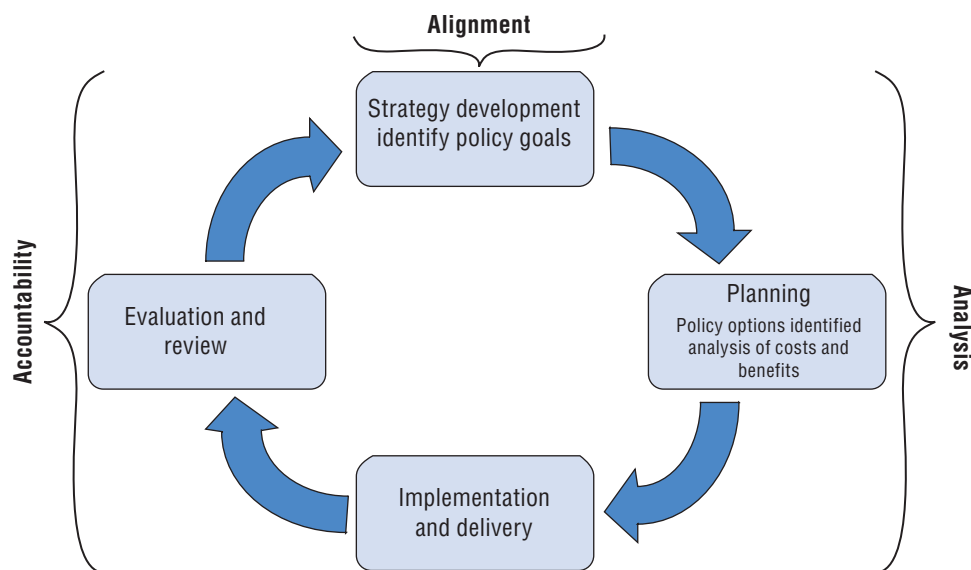 Alignment
Strategy development
identify policy goals
Accountability
Evaluation and
review
Planning
Policy options identified
analysis of costs and
benefits
Analysis
Implementation
and delivery